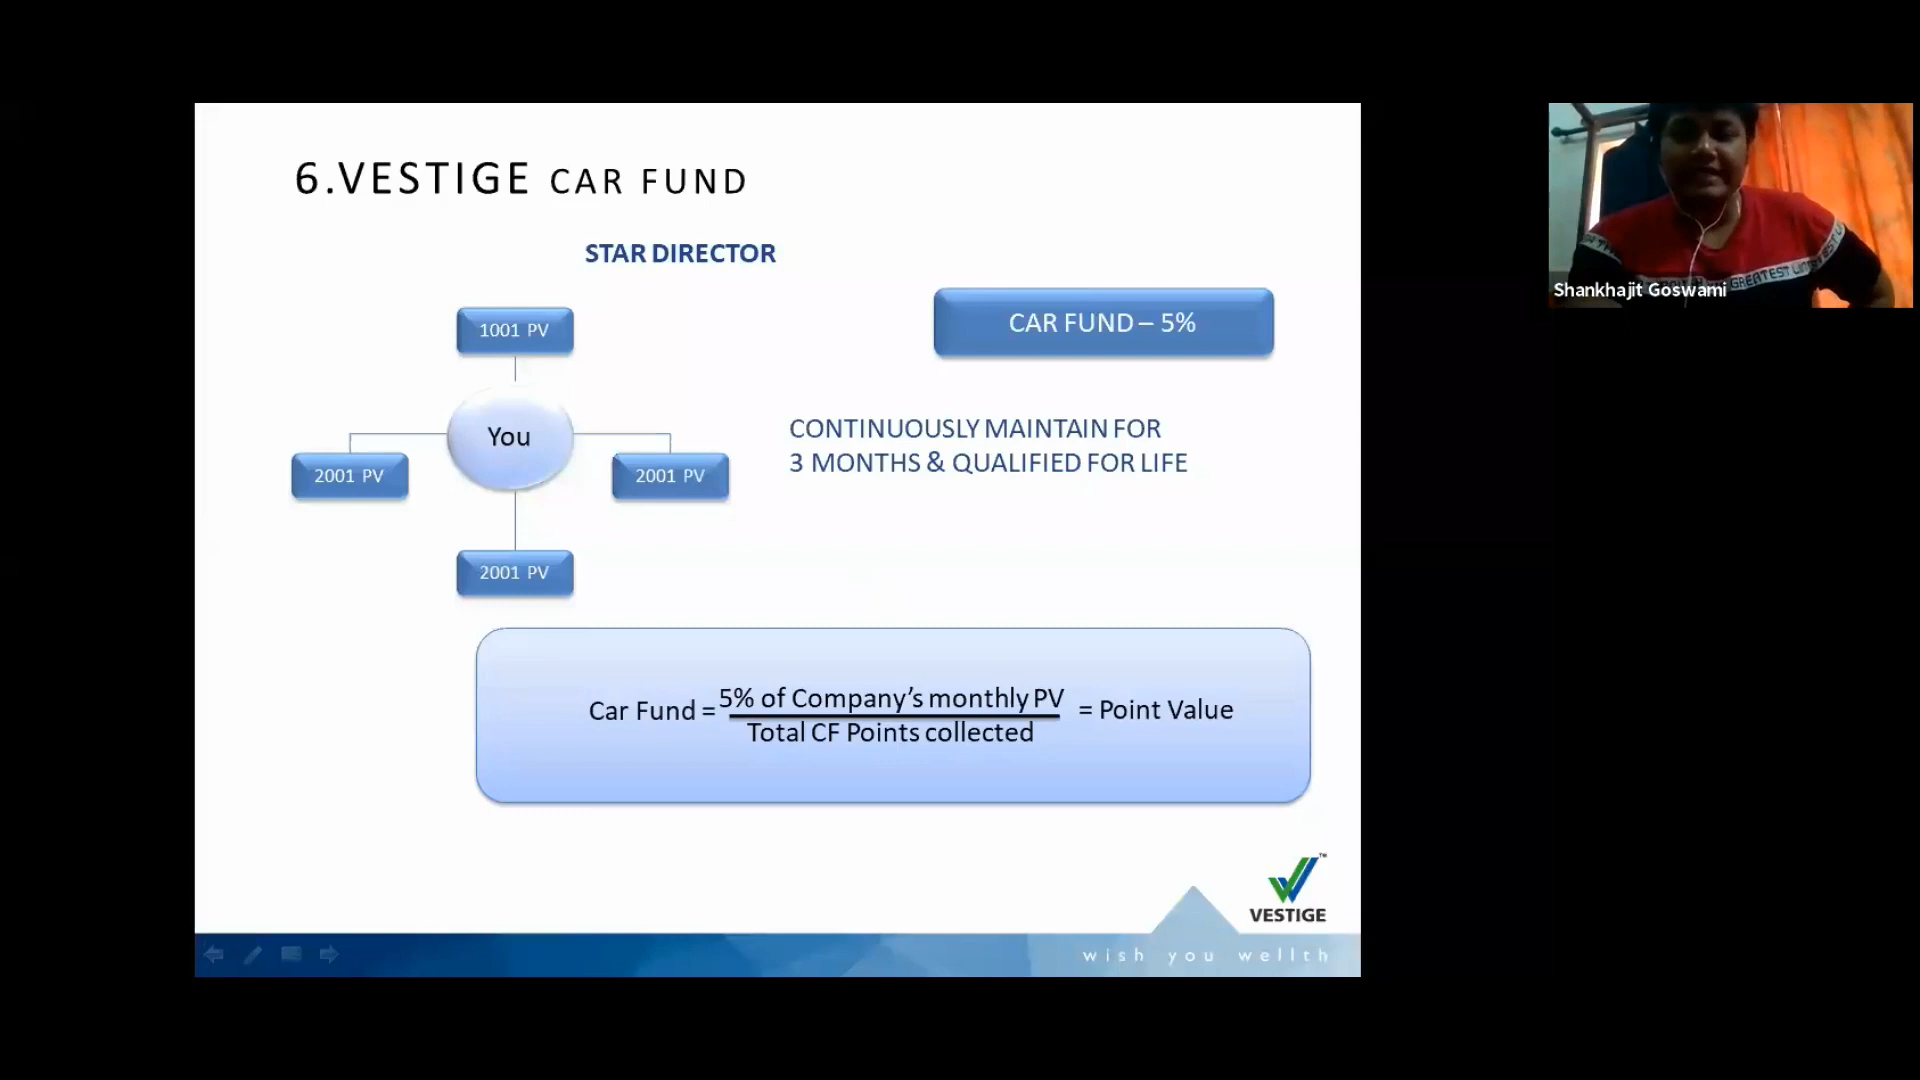 6.VESTIGE CAR FUND
STAR DIRECTOR
1001 PV
CAR FUND – 5%
You
2001 PV
2001 PV
2001 PV
CONTINUOUSLY MAINTAIN FOR
3 MONTHS & QUALIFIED FOR LIFE
Car Fund = 5% of Company’s monthly PV = Point Value
Total CF Points collected
VESTIGE
TM
wish you wellth
GREATEST
Shankhajit Goswami